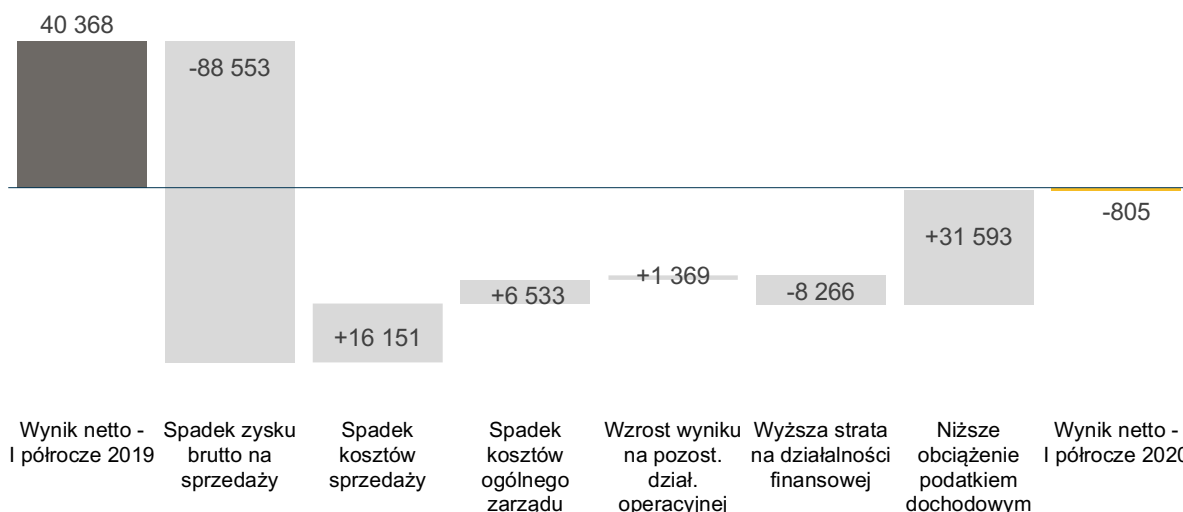 40 368
-88 553
+16 151
+6 533
+1 369
-8 266
+31 593
-805
Wynik netto -
I półrocze 2019
Spadek zysku
brutto na
sprzedaży
Spadek
kosztów
sprzedaży
Spadek
kosztów
ogólnego
zarządu
Wzrost wyniku
na pozost.
dział.
operacyjnej
Wyższa strata
na działalności
finansowej
Niższe
obciążenie
podatkiem
dochodowym
Wynik netto -
I półrocze 2020